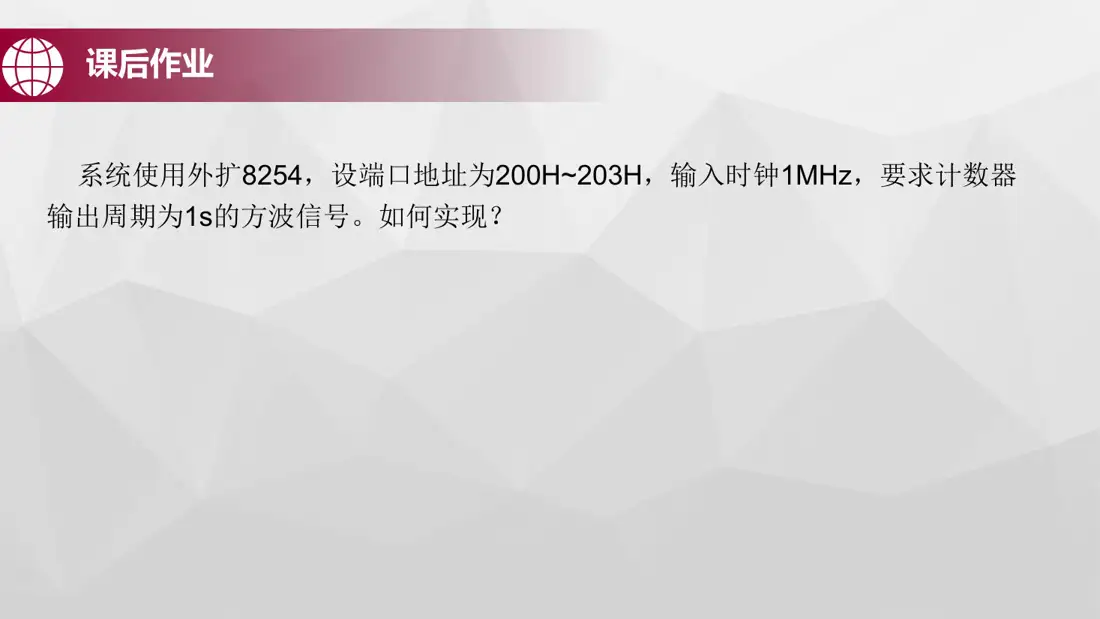 课后作业
系统使用外扩8254，设端口地址为200H~203H，输入时钟1MHz，要求计数器
输出周期为1s的方波信号。如何实现？